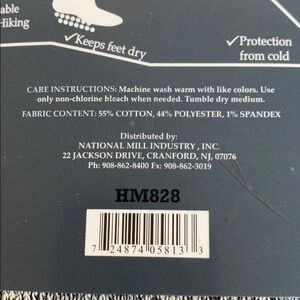 able
Hiking
✓Keeps feet dry
✓Protection
from cold
CARE INSTRUCTIONS: Machine wash warm with like colors. Use
only non-chlorine bleach when needed. Tumble dry medium.
FABRIC CONTENT: 55% COTTON, 44% POLYESTER, 1% SPANDEX
Distributed by:
NATIONAL MILL INDUSTRY , INC.
22 JACKSON DRIVE, CRANFORD, NJ, 07076
Ph: 908-862-8400 Fx: 908-862-3019
HM828
7 24874 05813 3